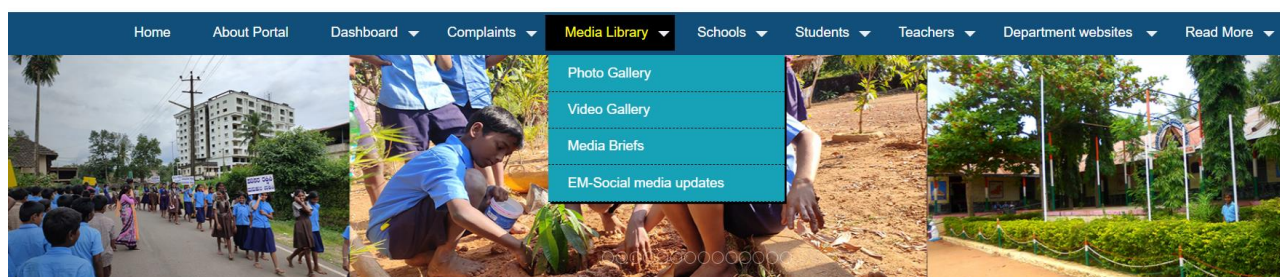 Home About Portal Dashboard Complaints Media Library Schools Students Teachers Department websites Read More
Photo Gallery
Video Gallery
Media Briefs
EM-Social media updates